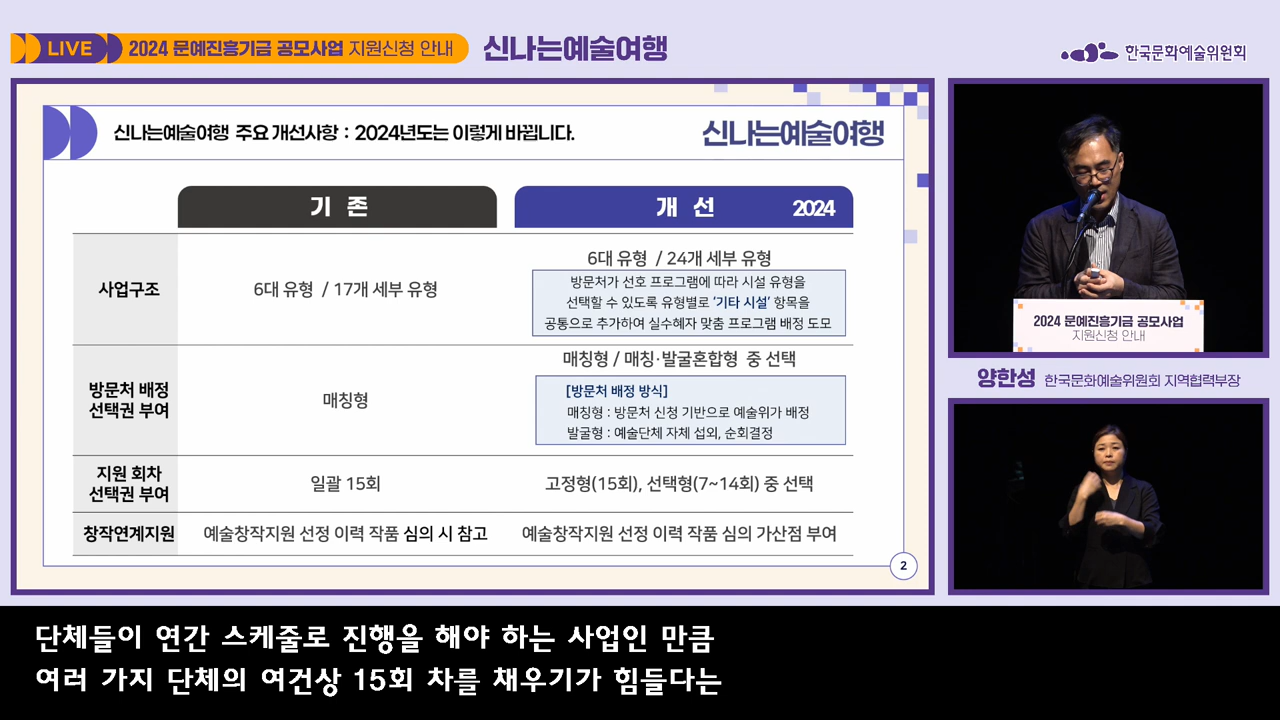 LIVE 2024 문예진흥기금 공모사업 지원신청 안내 신나는예술여행
한국문화예술위원회
신나는예술여행 주요 개선사항 : 2024년도는 이렇게 바뀝니다.
신나는예술여행
기 존
개 선 2024
사업구조
6대 유형 / 17개 세부 유형
6대 유형 / 24개 세부 유형
방문처가 선호 프로그램에 따라 시설 유형을
선택할 수 있도록 유형별로 '기타 시설' 항목을
공통으로 추가하여 실수혜자 맞춤 프로그램 배정 도모
방문처 배정
선택권 부여
매칭형
매칭형 / 매칭·발굴혼합형 중 선택
[방문처 배정 방식]
매칭형 : 방문처 신청 기반으로 예술위가 배정
발굴형 : 예술단체 자체 섭외, 순회결정
지원 회차
선택권 부여
일괄 15회
고정형(15회), 선택형(7~14회) 중 선택
창작연계지원
예술창작지원 선정 이력 작품 심의 시 참고
예술창작지원 선정 이력 작품 심의 가산점 부여
2
2024 문예진흥기금 공모사업
지원신청 안내
양한성 한국문화예술위원회 지역협력부장
단체들이 연간 스케줄로 진행을 해야 하는 사업인 만큼
여러 가지 단체의 여건상 15회 차를 채우기가 힘들다는